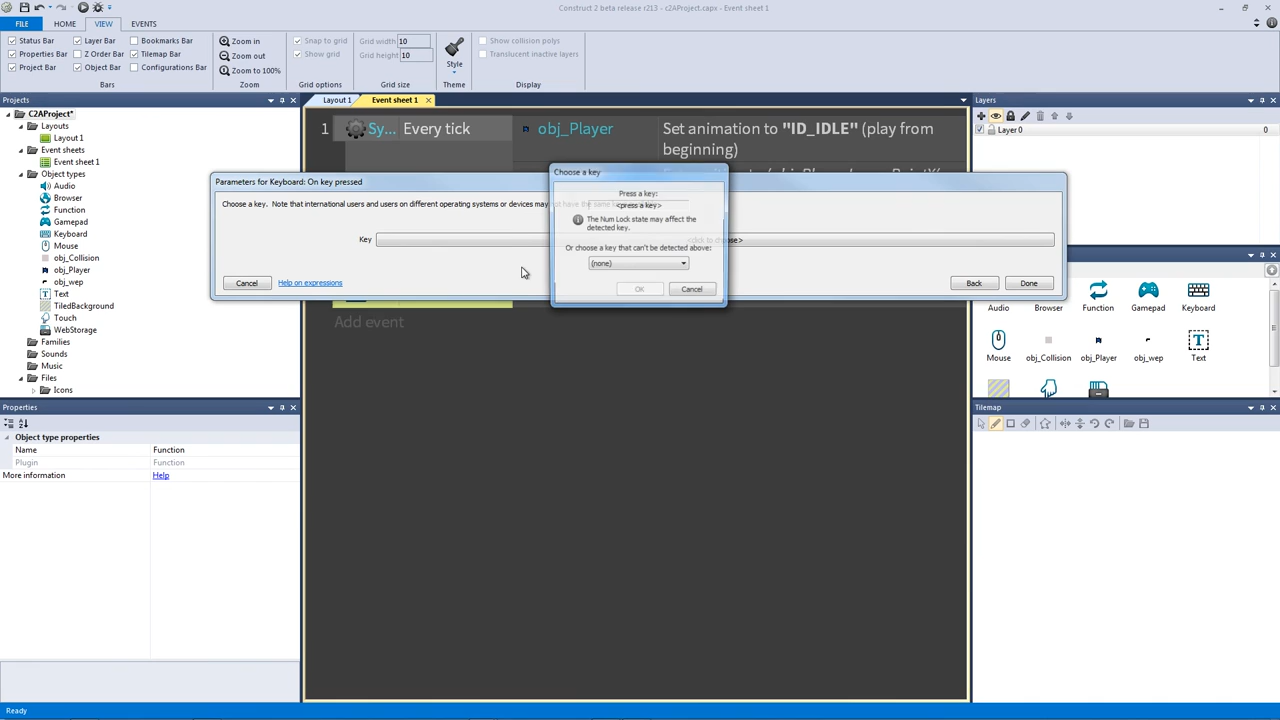 Construct 2 beta release r213 - c2AProject.capx - Event sheet 1
FILE HOME VIEW EVENTS
Status Bar Layer Bar Bookmarks Bar Zoom in Snap to grid Grid width 10 Show collision polys
Properties Bar Z Order Bar Tilemap Bar Zoom out Show grid Grid height 10 Translucent inactive layers
Project Bar Object Bar Configurations Bar Zoom to 100% Style
Bars Zoom Grid options Grid size Theme Display
Projects
C2AProject*
Layouts
Layout 1
Event sheets
Event sheet 1
Object types
Audio
Browser
Function
Gamepad
Keyboard
Mouse
obj_Collision
obj_Player
obj_wep
Text
TiledBackground
Touch
WebStorage
Families
Sounds
Music
Files
Icons
Properties
Object type properties
Name Function
Plugin Function
More information Help
Ready
Layout 1 Event sheet 1
1 Sy... Every tick obj_Player Set animation to "ID_IDLE" (play from
beginning)
Parameters for Keyboard: On key pressed
Choose a key. Note that international users and users on different operating systems or devices may not have the same
Key <click to choose>
Cancel Help on expressions Back Done
Add event
Choose a key
Press a key:
<press a key>
The Num Lock state may affect the
detected key.
Or choose a key that can't be detected above:
(none)
OK Cancel
Layers
Layer 0 0
Audio Browser Function Gamepad Keyboard
Mouse obj_Collision obj_Player obj_wep Text
Tilemap